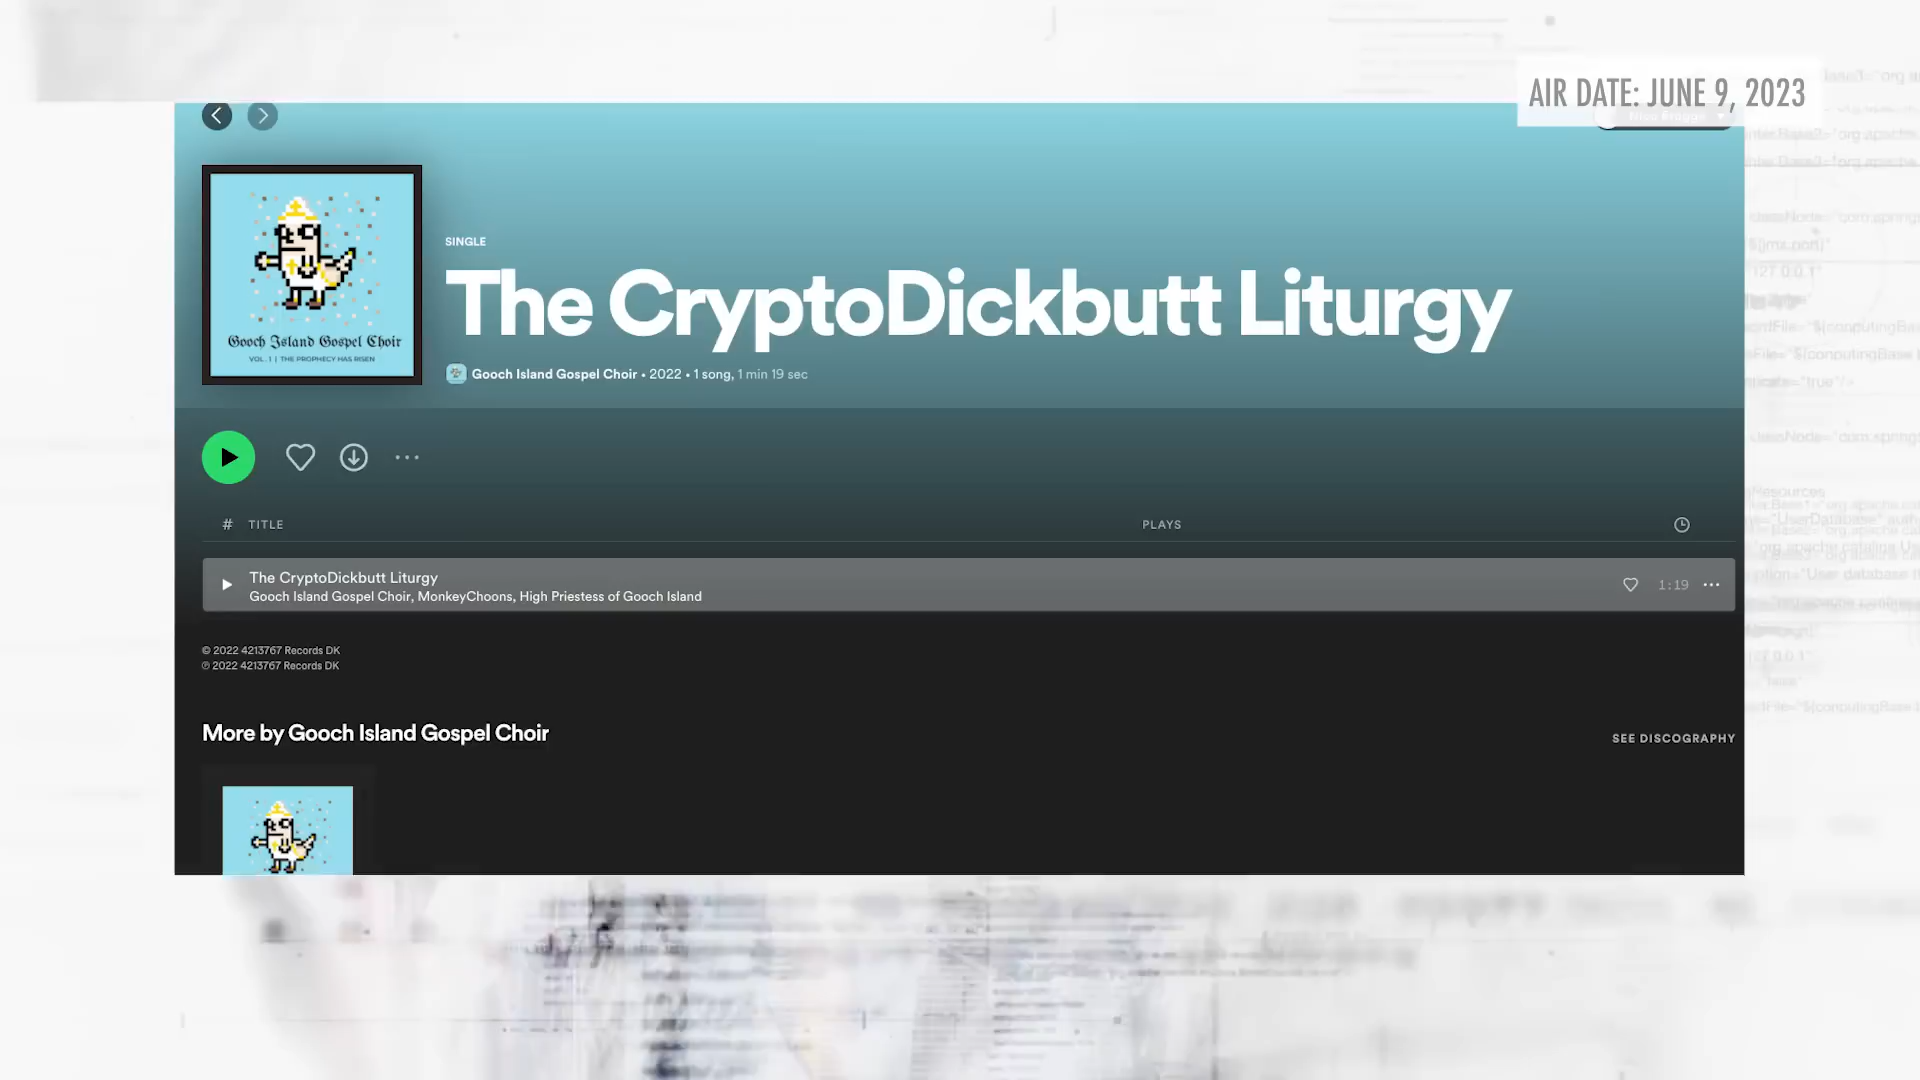 AIR DATE: JUNE 9, 2023
SINGLE
The CryptoDickbutt Liturgy
Gooch Island Gospel Choir
VOL. 1 | THE PROPHECY HAS RISEN
Gooch Island Gospel Choir • 2022 • 1 song, 1 min 19 sec
# TITLE PLAYS
The CryptoDickbutt Liturgy
Gooch Island Gospel Choir, MonkeyChoons, High Priestess of Gooch Island
1:19
© 2022 4213767 Records DK
℗ 2022 4213767 Records DK
More by Gooch Island Gospel Choir
SEE DISCOGRAPHY